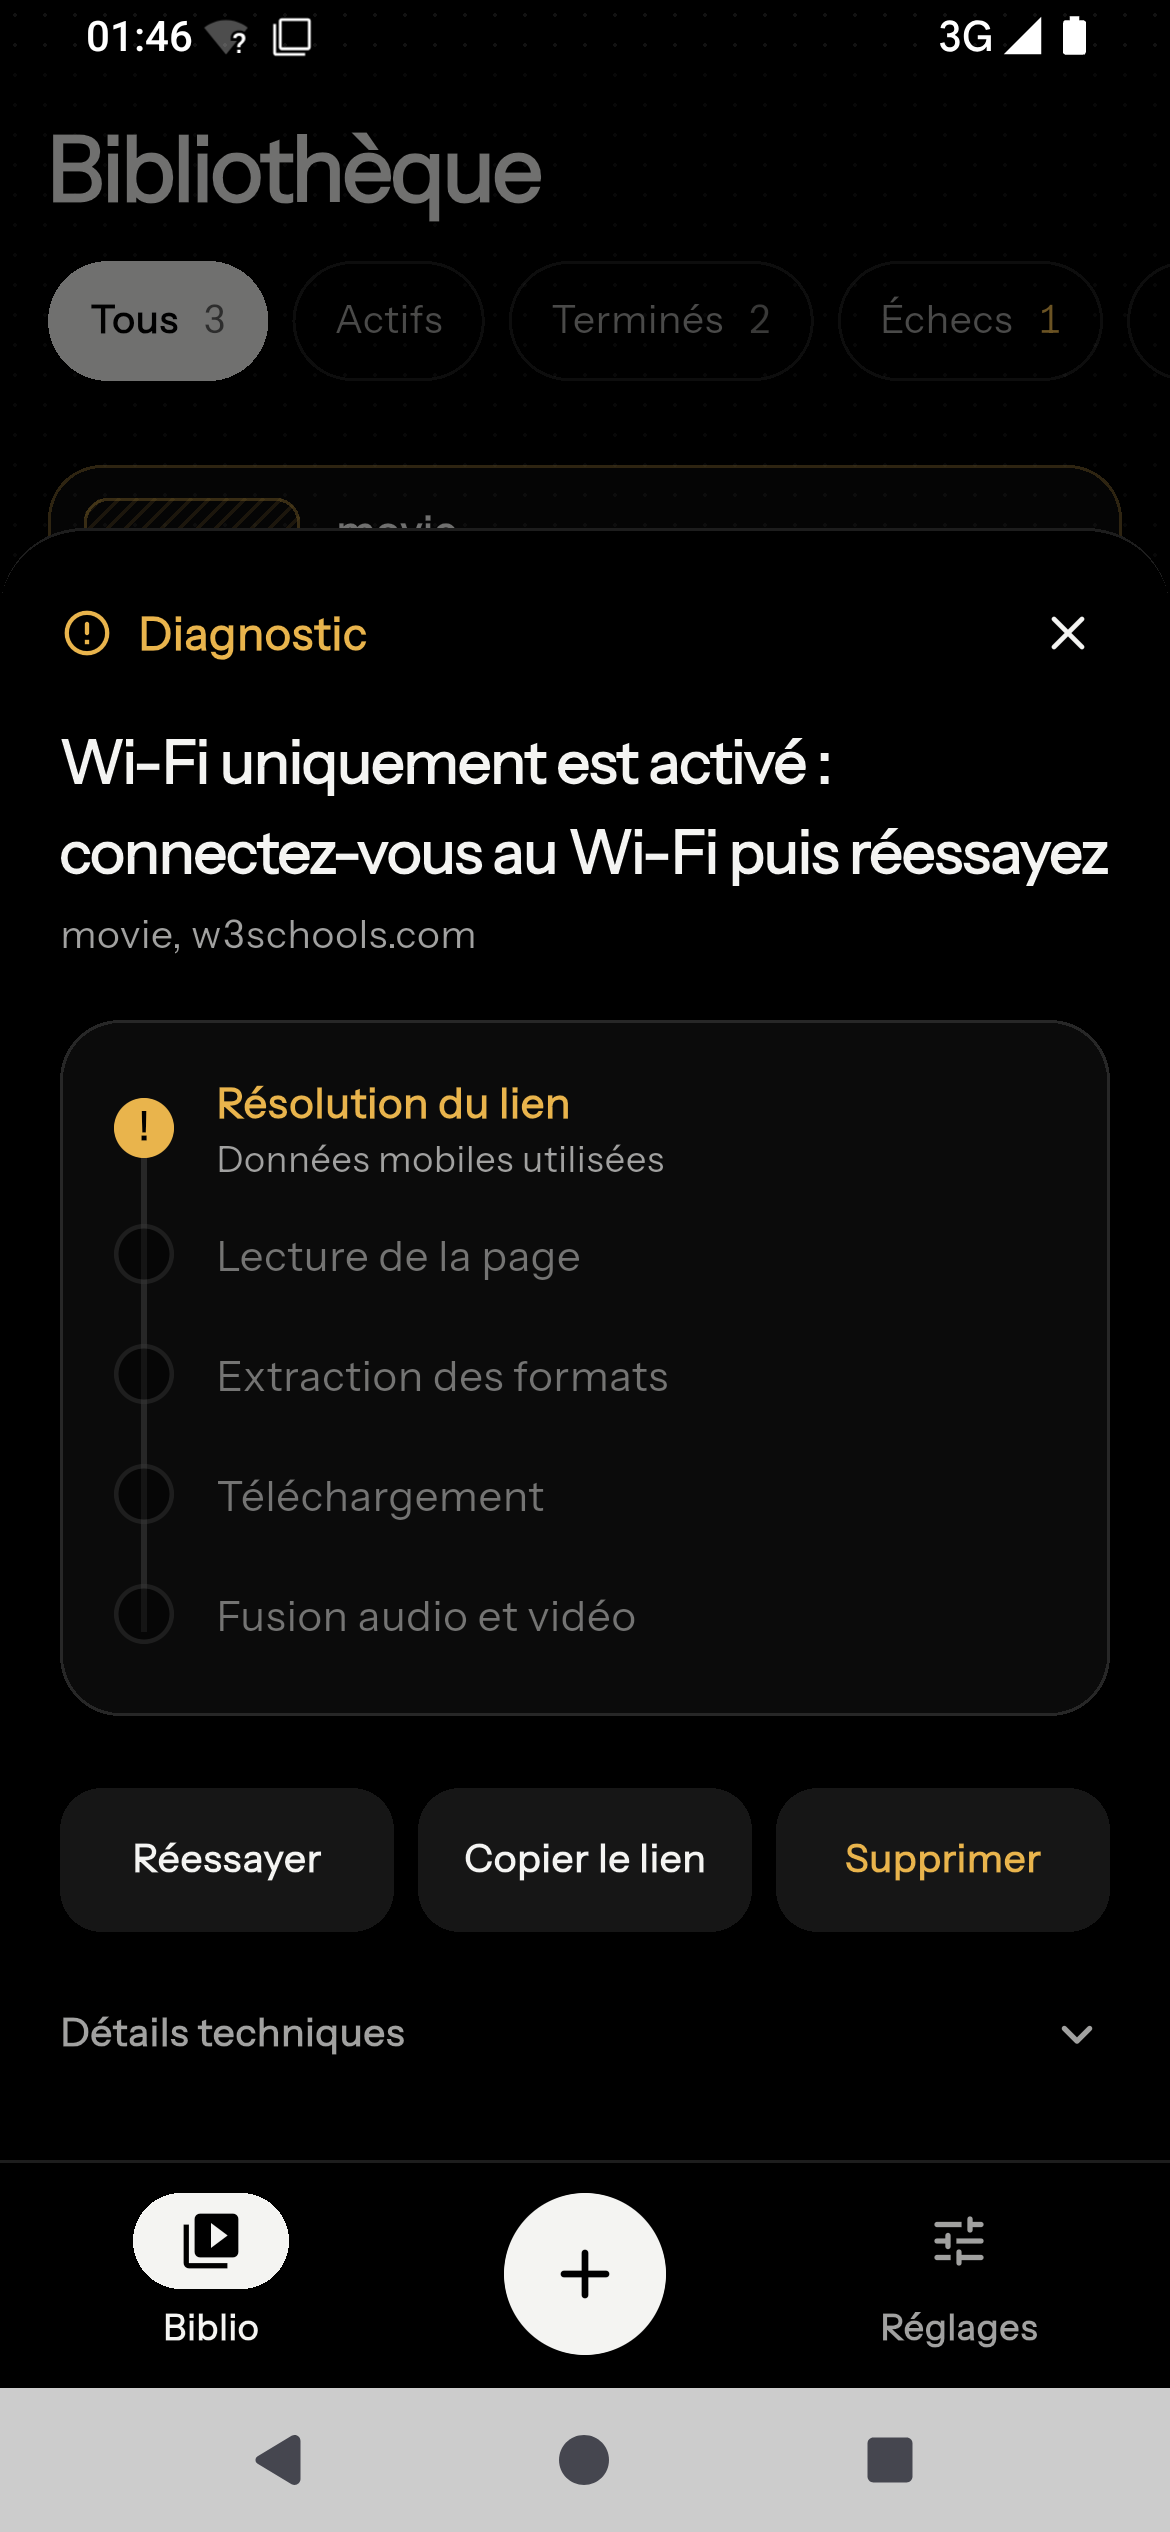 01:46
3G
Bibliothèque
Tous 3
Actifs
Terminés 2
Échecs 1
movie
Diagnostic
Wi-Fi uniquement est activé :
connectez-vous au Wi-Fi puis réessayez
movie, w3schools.com
Résolution du lien
Données mobiles utilisées
Lecture de la page
Extraction des formats
Téléchargement
Fusion audio et vidéo
Réessayer
Copier le lien
Supprimer
Détails techniques
Biblio
Réglages